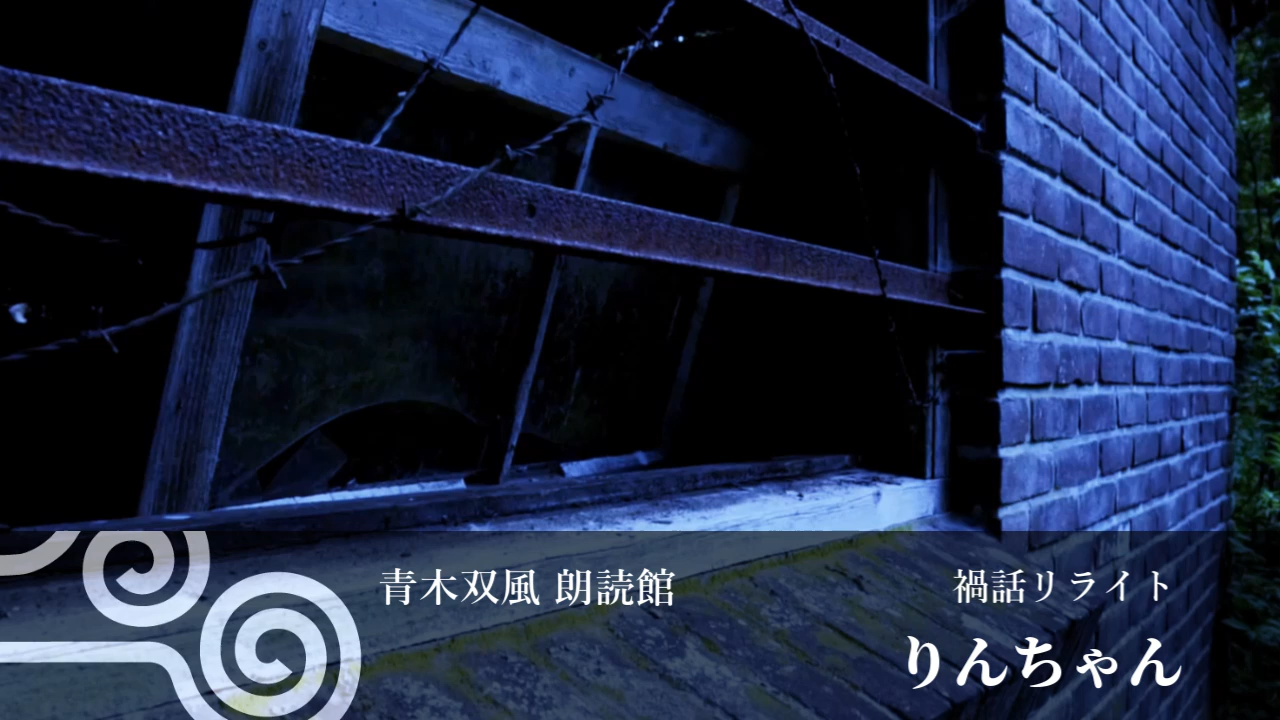 青木双風 朗読館
禍話リライト
りんちゃん